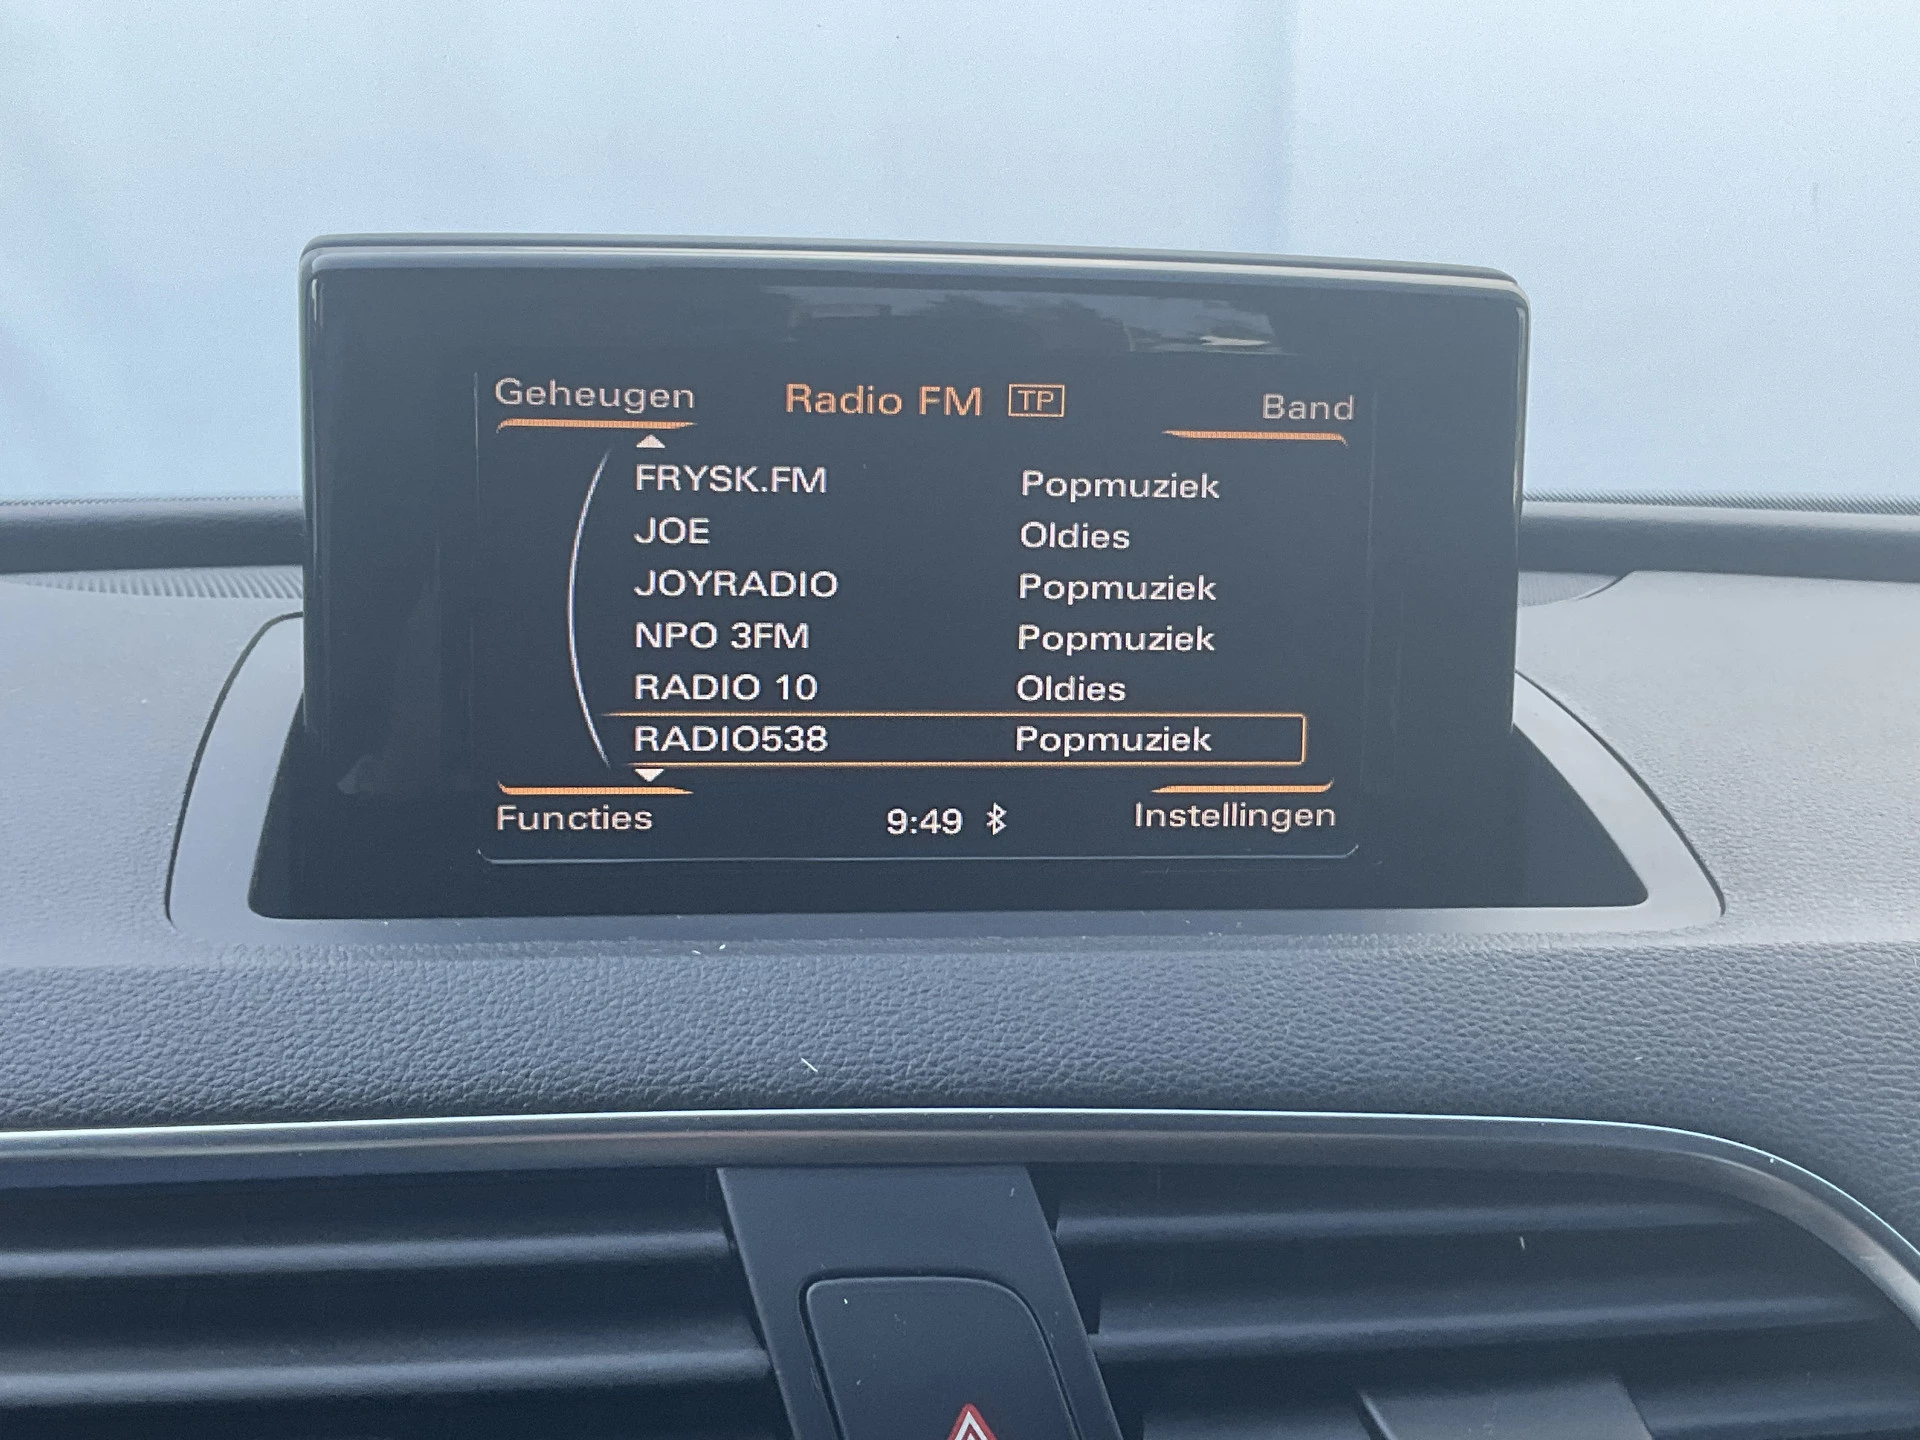 Geheugen Radio FM TP Band
FRYSK.FM Popmuziek
JOE Oldies
JOYRADIO Popmuziek
NPO 3FM Popmuziek
RADIO 10 Oldies
RADIO538 Popmuziek
Functies 9:49 Instellingen